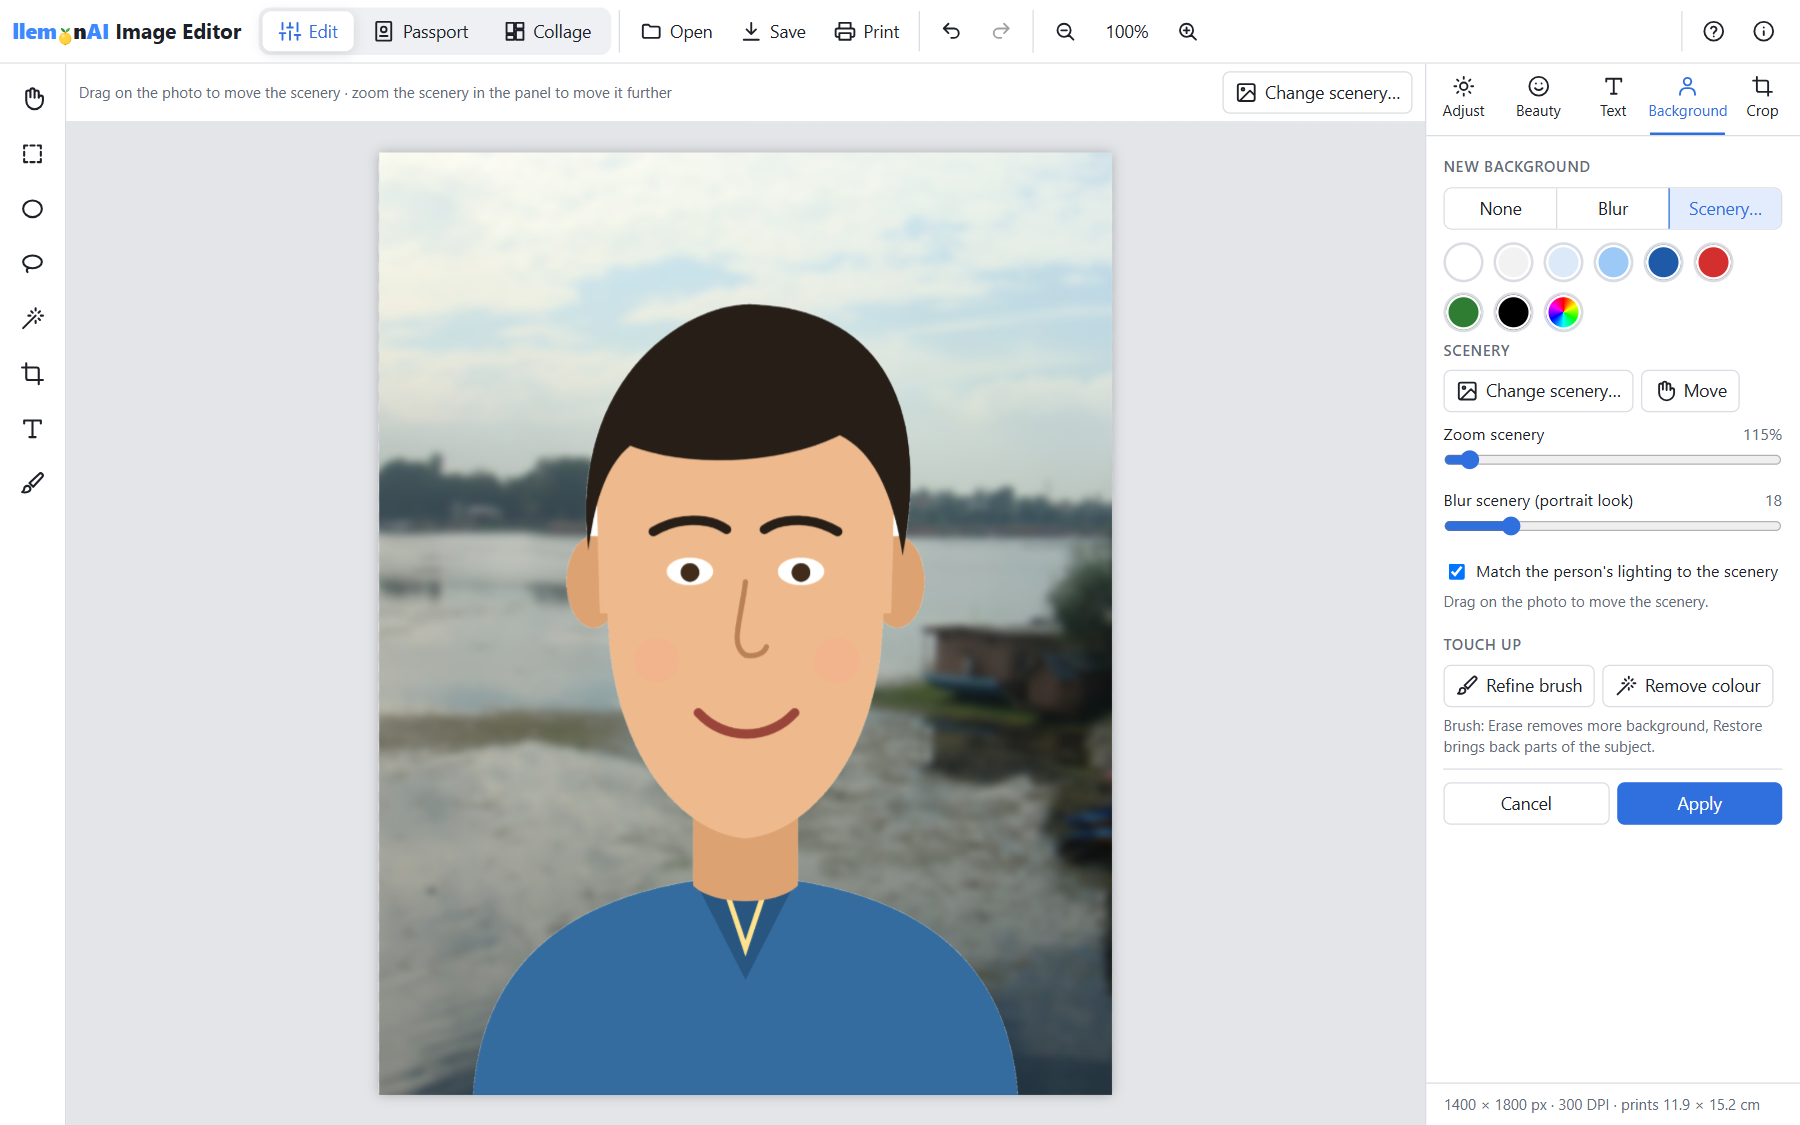 llemonAI Image Editor
Edit
Passport
Collage
Open
Save
Print
100%
Drag on the photo to move the scenery · zoom the scenery in the panel to move it further
Change scenery...
Adjust
Beauty
Text
Background
Crop
NEW BACKGROUND
None
Blur
Scenery...
SCENERY
Change scenery...
Move
Zoom scenery 115%
Blur scenery (portrait look) 18
Match the person's lighting to the scenery
Drag on the photo to move the scenery.
TOUCH UP
Refine brush
Remove colour
Brush: Erase removes more background, Restore
brings back parts of the subject.
Cancel
Apply
1400 × 1800 px · 300 DPI · prints 11.9 × 15.2 cm